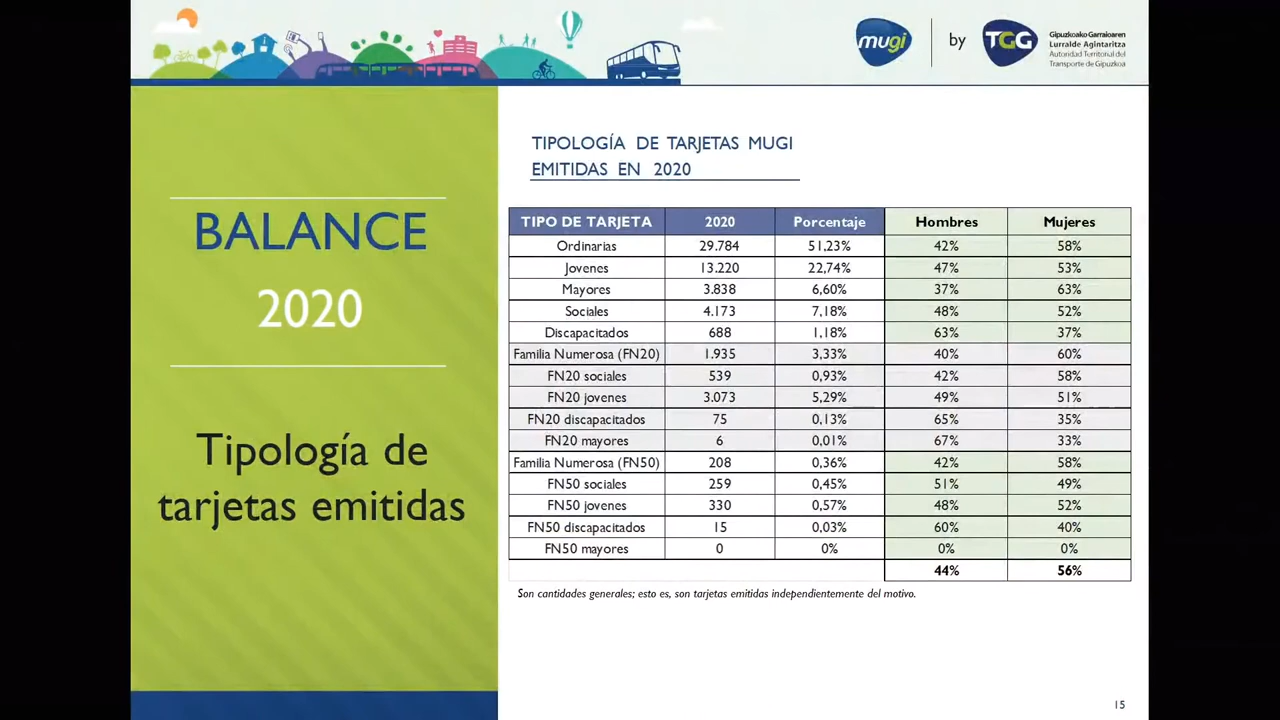 mugi
by
TGG
Gipuzkoako Garraioaren
Lurralde Agintaritza
Autoridad Territorial del
Transporte de Gipuzkoa
BALANCE
2020
Tipología de
tarjetas emitidas
TIPOLOGÍA DE TARJETAS MUGI
EMITIDAS EN 2020
TIPO DE TARJETA 2020 Porcentaje Hombres Mujeres
Ordinarias 29.784 51,23% 42% 58%
Jovenes 13.220 22,74% 47% 53%
Mayores 3.838 6,60% 37% 63%
Sociales 4.173 7,18% 48% 52%
Discapacitados 688 1,18% 63% 37%
Familia Numerosa (FN20) 1.935 3,33% 40% 60%
FN20 sociales 539 0,93% 42% 58%
FN20 jovenes 3.073 5,29% 49% 51%
FN20 discapacitados 75 0,13% 65% 35%
FN20 mayores 6 0,01% 67% 33%
Familia Numerosa (FN50) 208 0,36% 42% 58%
FN50 sociales 259 0,45% 51% 49%
FN50 jovenes 330 0,57% 48% 52%
FN50 discapacitados 15 0,03% 60% 40%
FN50 mayores 0 0% 0% 0%
44% 56%
Son cantidades generales; esto es, son tarjetas emitidas independientemente del motivo.
15